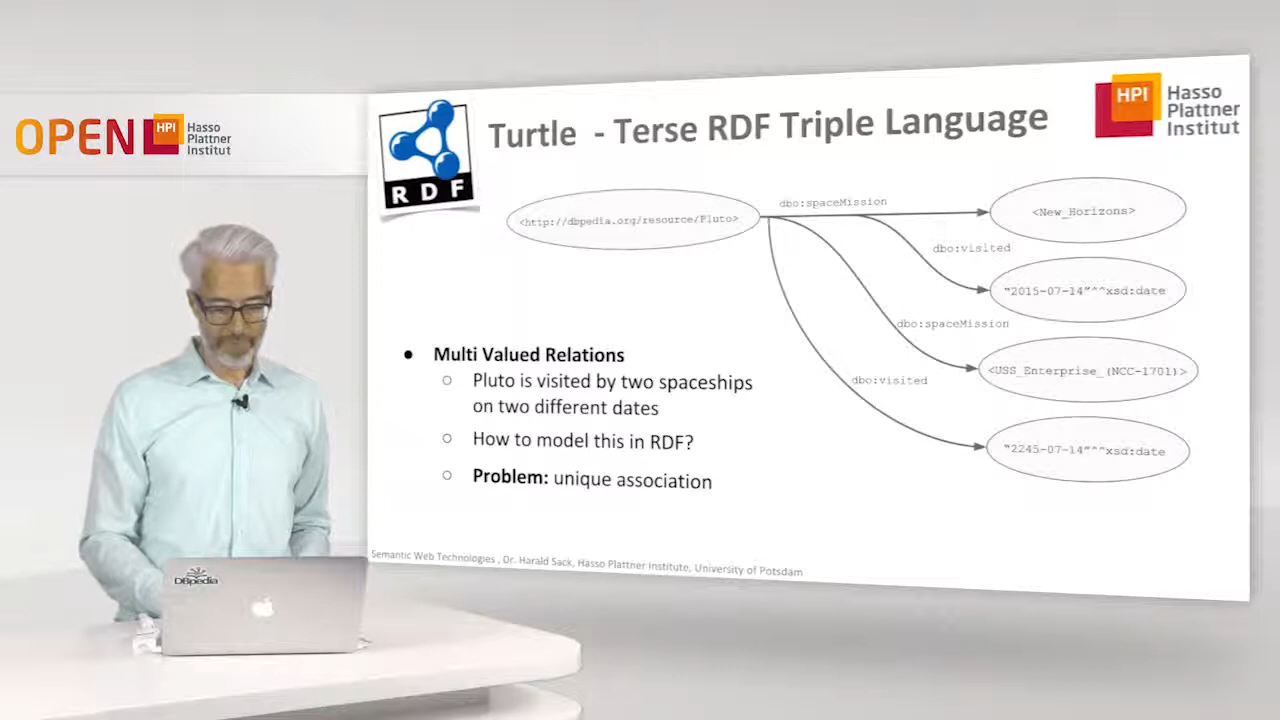 OPEN HPI Hasso
Plattner
Institut
RDF
Turtle - Terse RDF Triple Language
HPI Hasso
Plattner
Institut
<http://dbpedia.org/resource/Pluto>
dbo:spaceMission
<New_Horizons>
dbo:visited
"2015-07-14"^^xsd:date
dbo:spaceMission
<USS_Enterprise_(NCC-1701)>
dbo:visited
"2245-07-14"^^xsd:date
● Multi Valued Relations
○ Pluto is visited by two spaceships
on two different dates
○ How to model this in RDF?
○ Problem: unique association
Semantic Web Technologies , Dr. Harald Sack, Hasso Plattner Institute, University of Potsdam
DBpedia